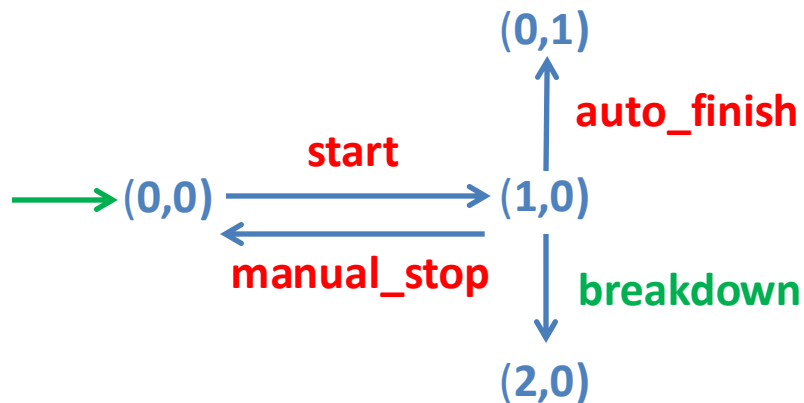 (0,1)
auto_finish
start
(0,0)
(1,0)
manual_stop
breakdown
(2,0)